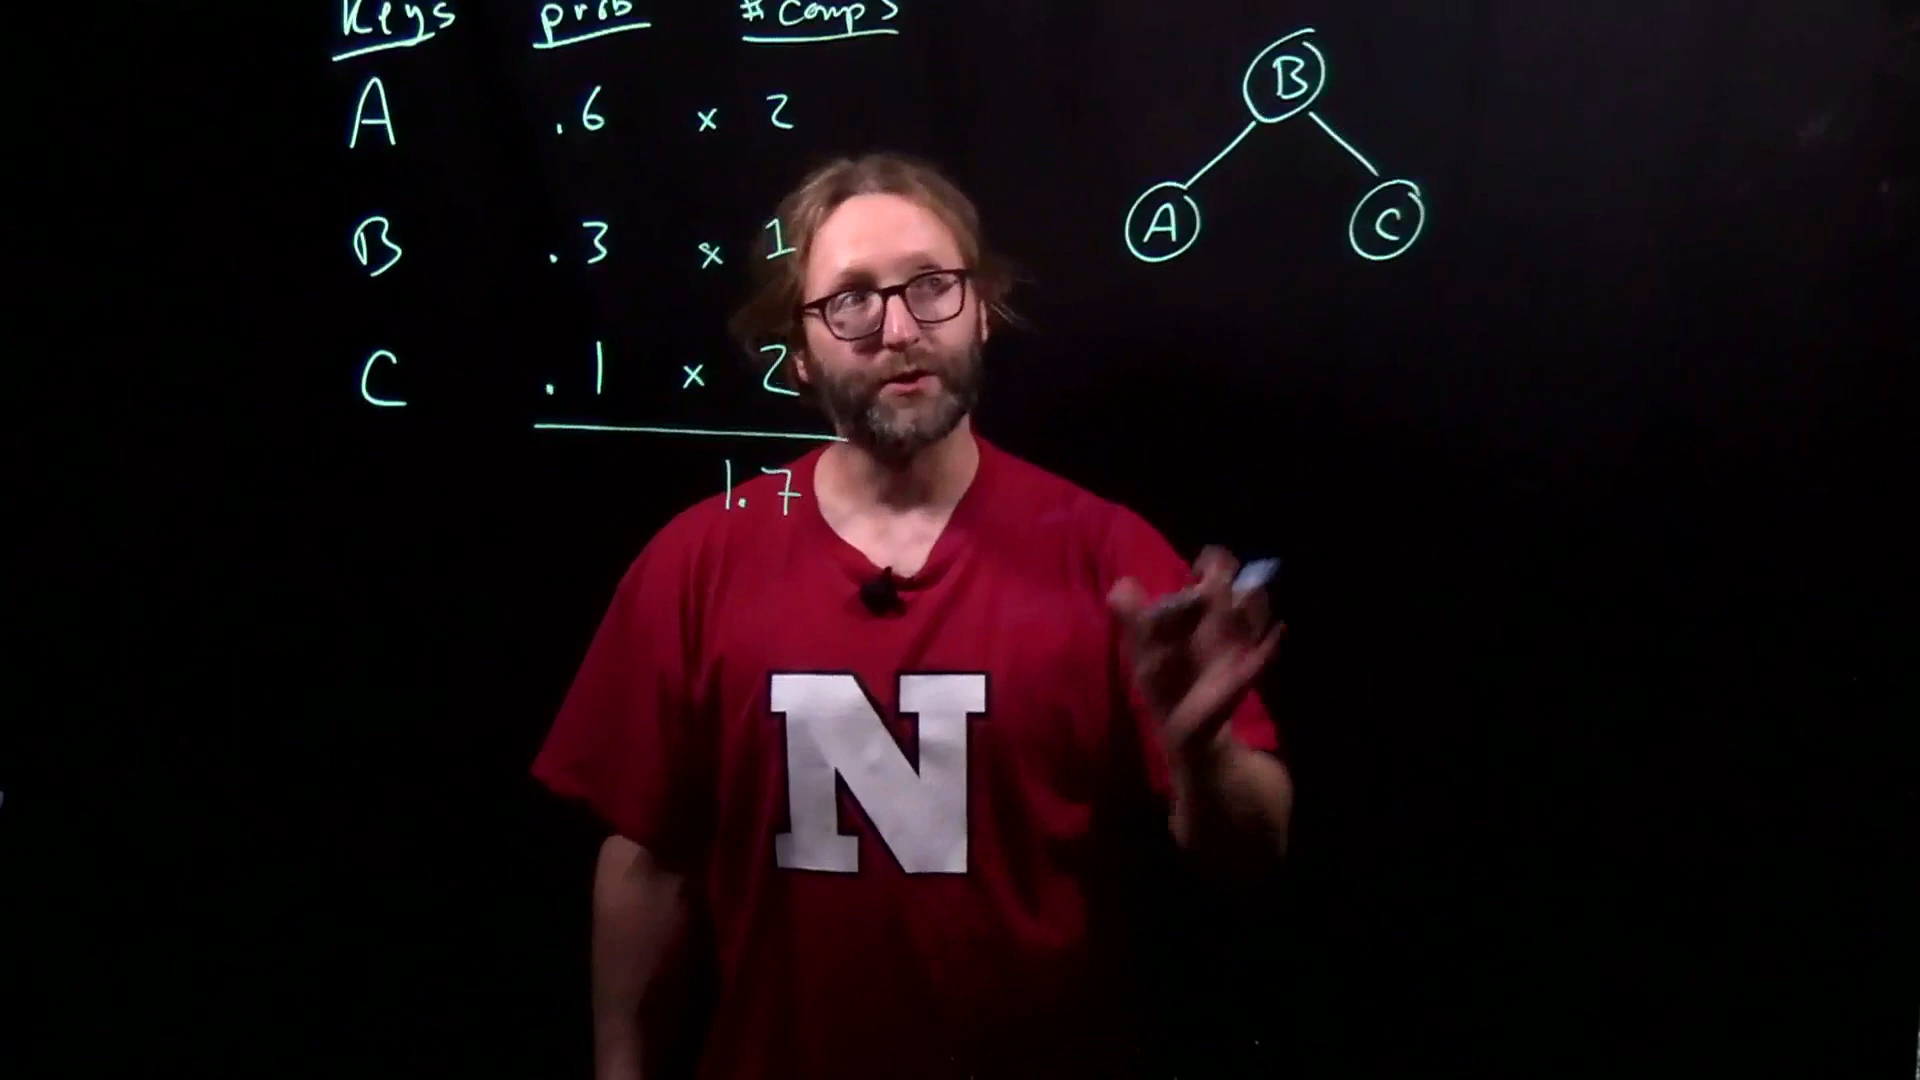 Keys prob # comps
A .6 x 2
B .3 x 1
C .1 x 2
1.7
B
A C
N